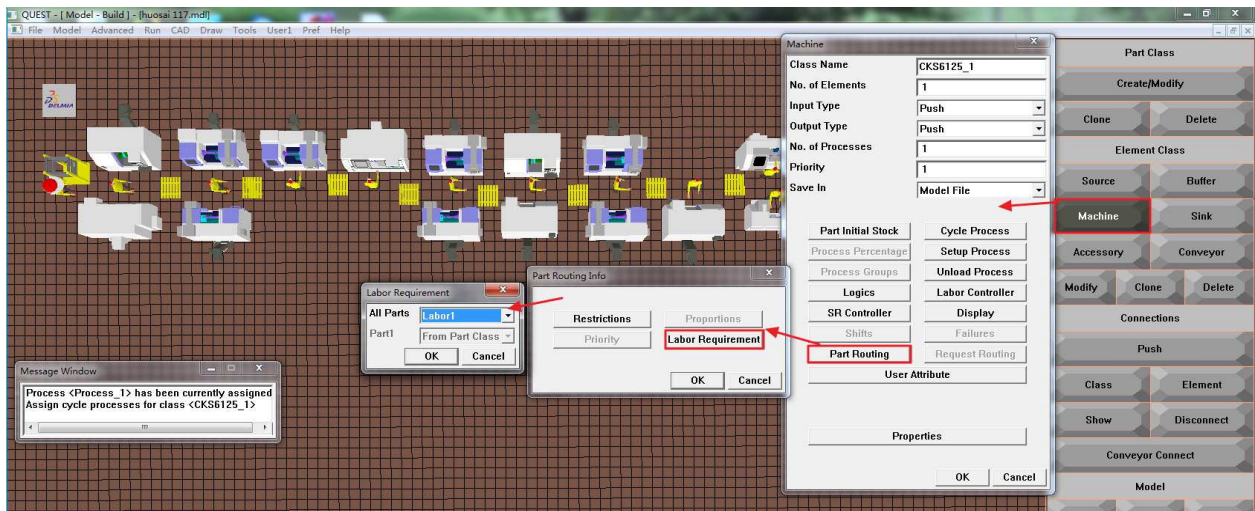 QUEST - [ Model - Build ] - [huosai 117.mdl]
File Model Advanced Run CAD Draw Tools User1 Pref Help
DELMIA
Machine
Class Name CKS6125_1
No. of Elements 1
Input Type Push
Output Type Push
No. of Processes 1
Priority 1
Save In Model File
Part Initial Stock Cycle Process
Process Percentage Setup Process
Process Groups Unload Process
Logics Labor Controller
SR Controller Display
Shifts Failures
Part Routing Request Routing
User Attribute
Properties
OK Cancel
Part Routing Info
Restrictions Proportions
Priority Labor Requirement
OK Cancel
Labor Requirement
All Parts Labor1
Part1 From Part Class
OK Cancel
Message Window
Process <Process_1> has been currently assigned
Assign cycle processes for class <CKS6125_1>
Part Class
Create/Modify
Clone Delete
Element Class
Source Buffer
Machine Sink
Accessory Conveyor
Modify Clone Delete
Connections
Push
Class Element
Show Disconnect
Conveyor Connect
Model